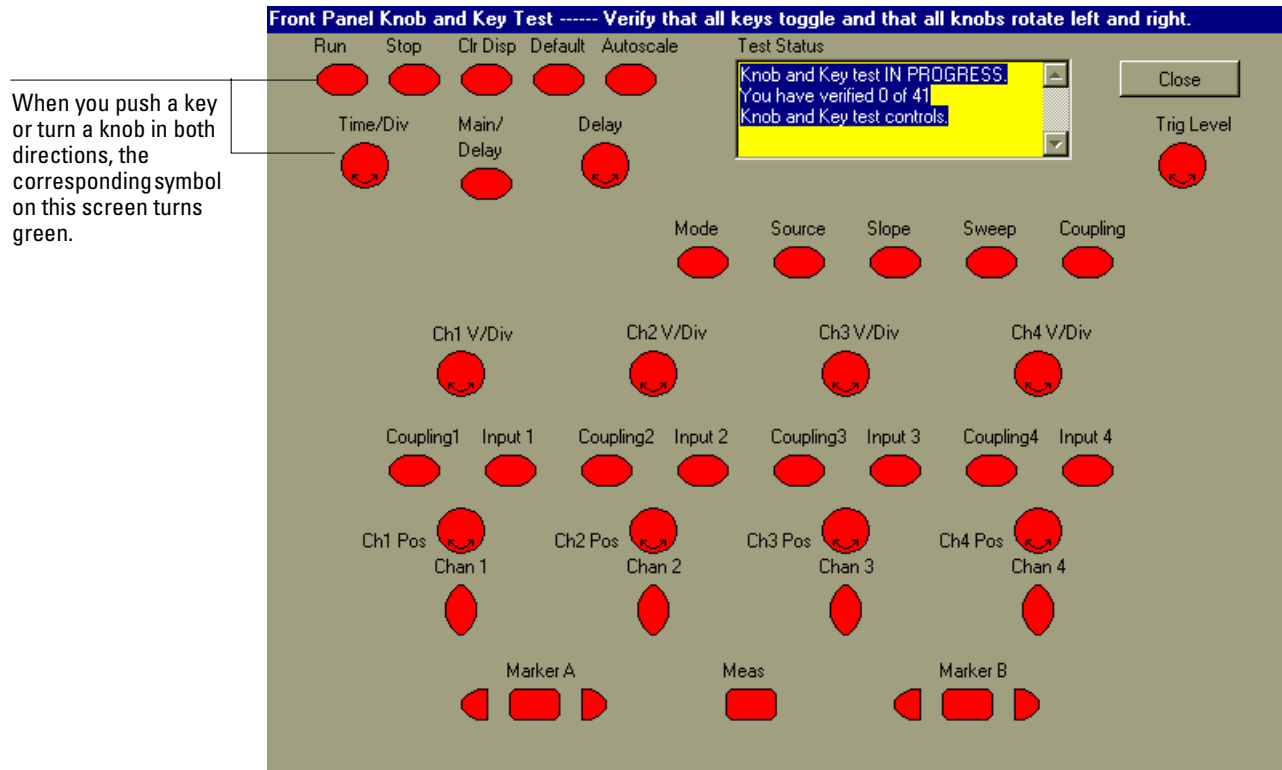 Front Panel Knob and Key Test ------ Verify that all keys toggle and that all knobs rotate left and right.
Run Stop Clr Disp Default Autoscale Test Status
Knob and Key test IN PROGRESS.
You have verified 0 of 41
Knob and Key test controls.
Close
When you push a key
or turn a knob in both
directions, the
corresponding symbol
on this screen turns
green.
Time/Div Main/
Delay
Delay
Trig Level
Mode Source Slope Sweep Coupling
Ch1 V/Div Ch2 V/Div Ch3 V/Div Ch4 V/Div
Coupling1 Input 1 Coupling2 Input 2 Coupling3 Input 3 Coupling4 Input 4
Ch1 Pos Ch2 Pos Ch3 Pos Ch4 Pos
Chan 1 Chan 2 Chan 3 Chan 4
Marker A Meas Marker B